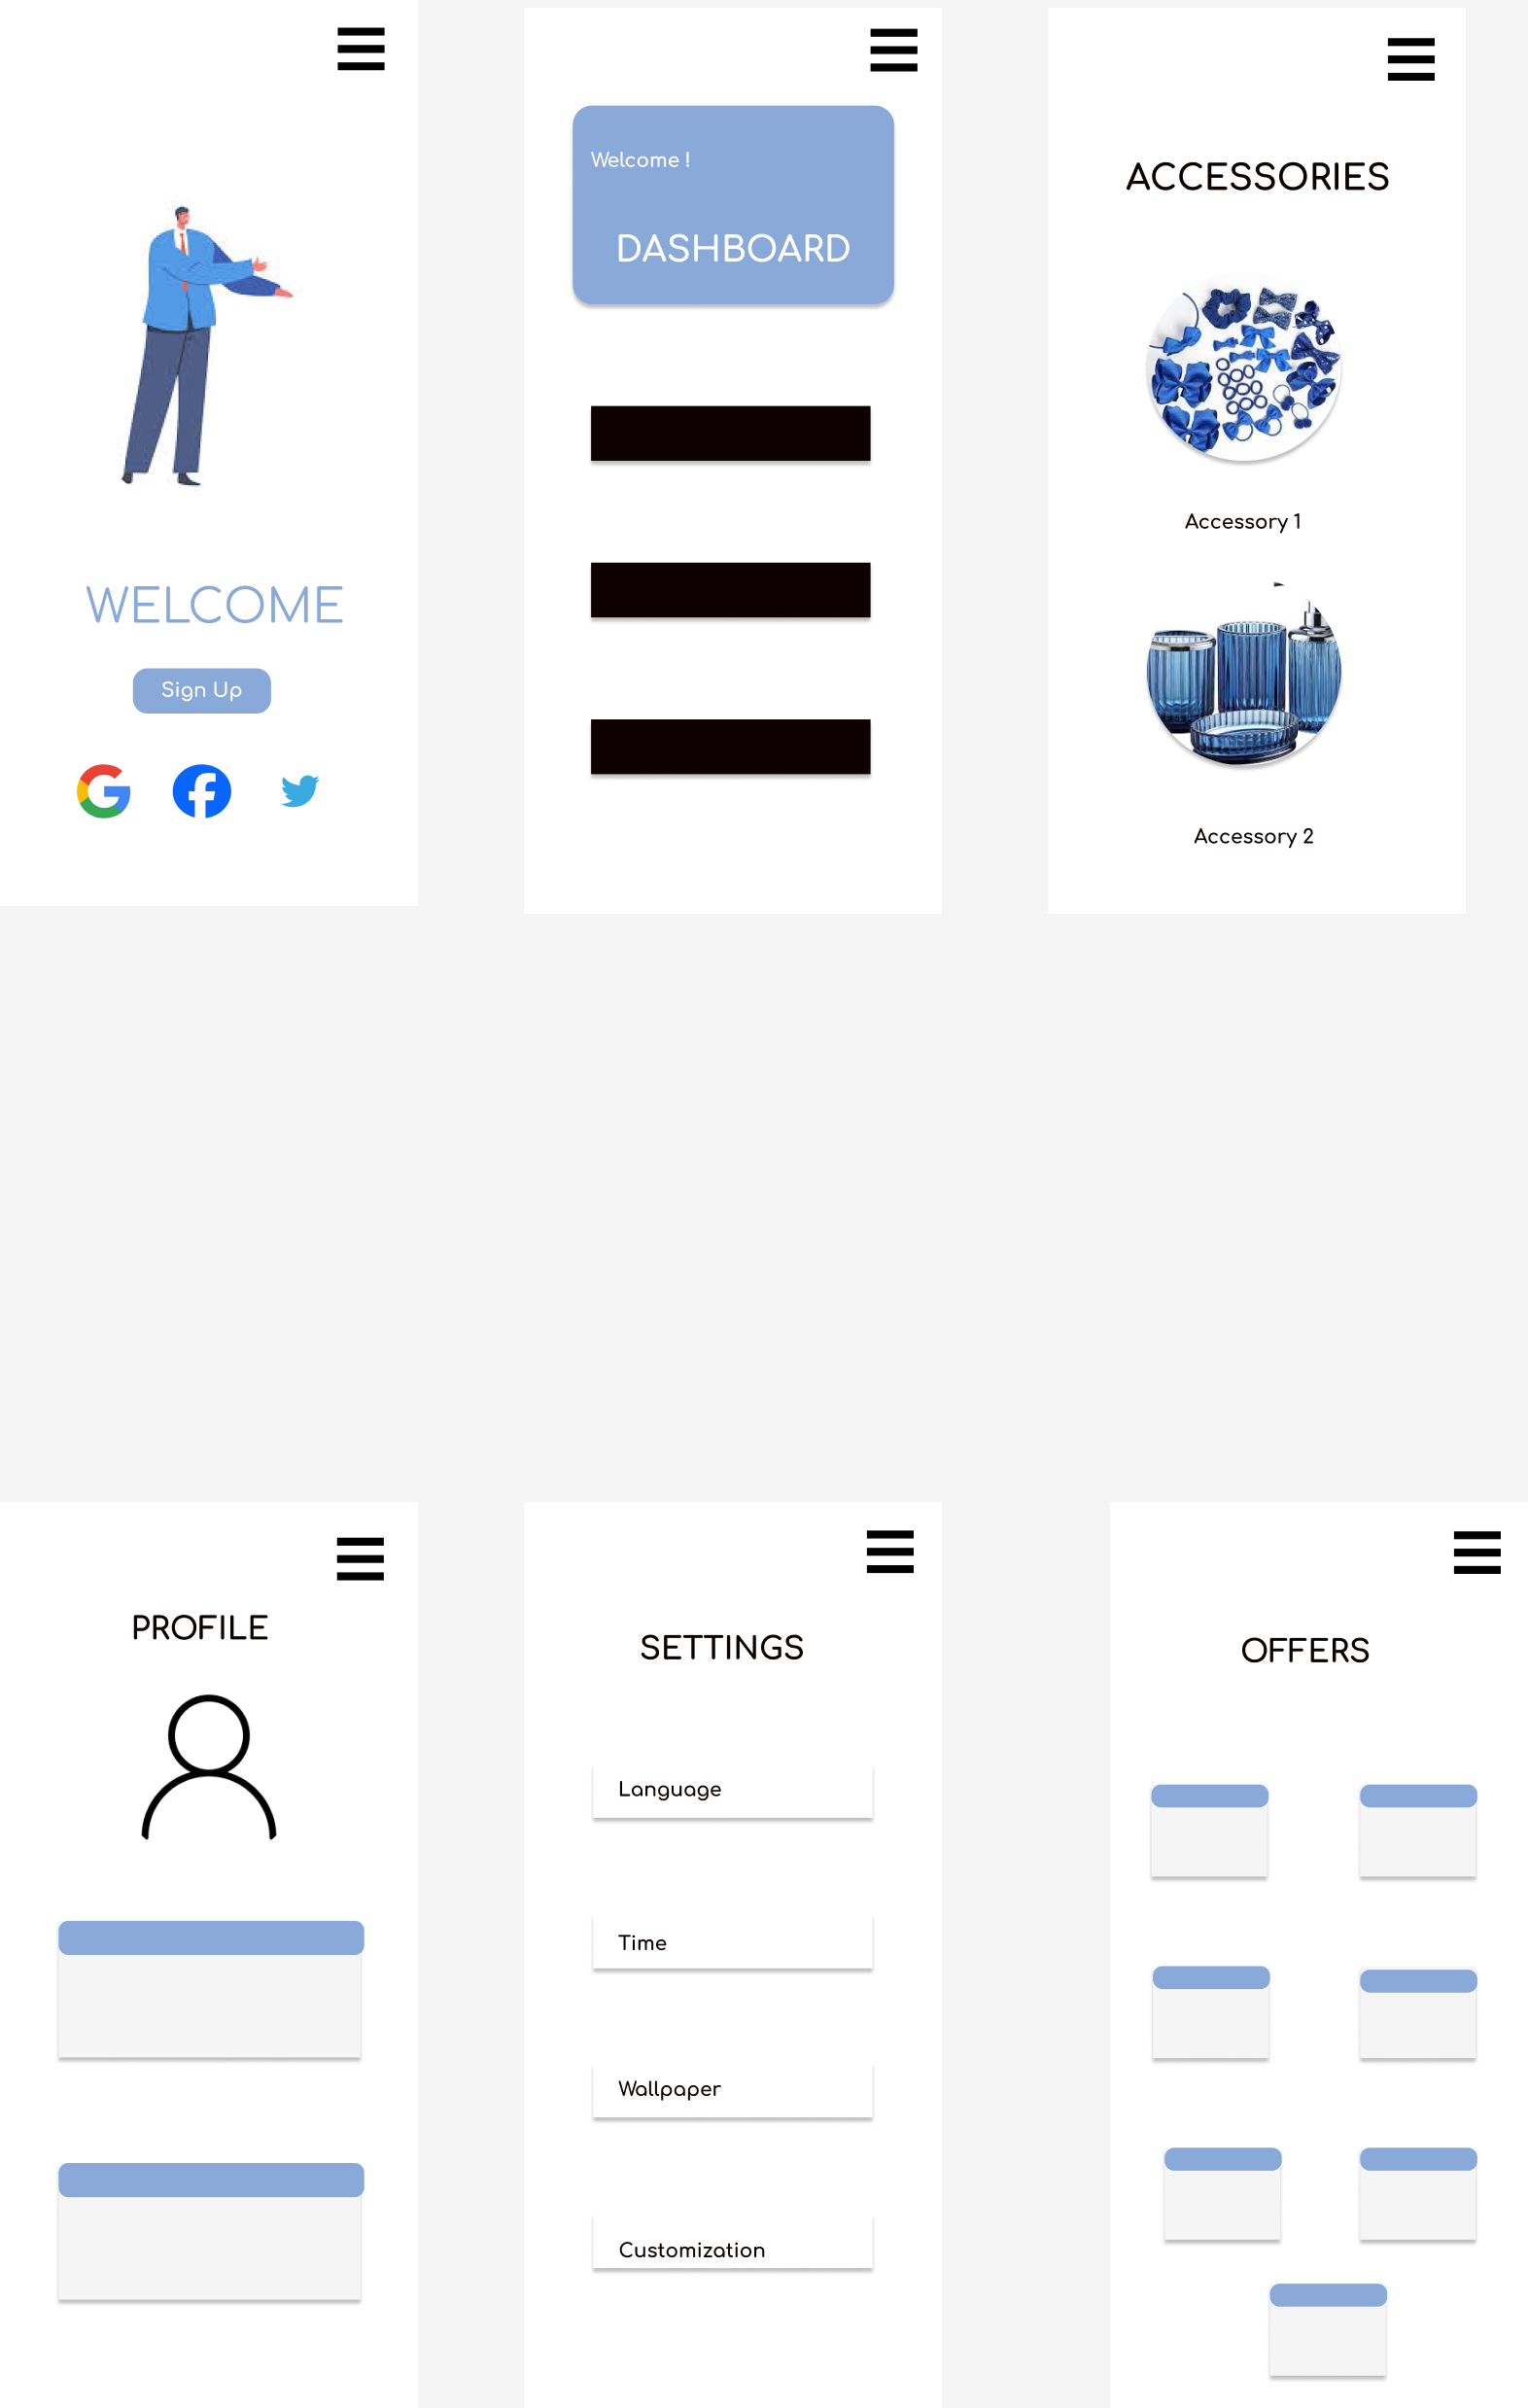 WELCOME
Sign Up
Welcome !
DASHBOARD
ACCESSORIES
Accessory 1
Accessory 2
PROFILE
SETTINGS
Language
Time
Wallpaper
Customization
OFFERS